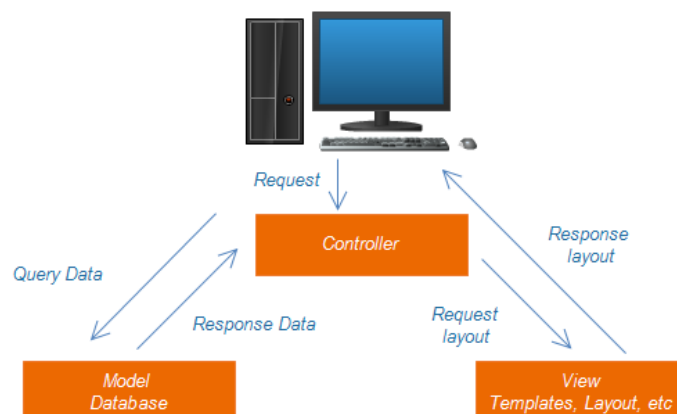 Request
Controller
Response
layout
Query Data
Response Data
Request
layout
Model
Database
View
Templates, Layout, etc